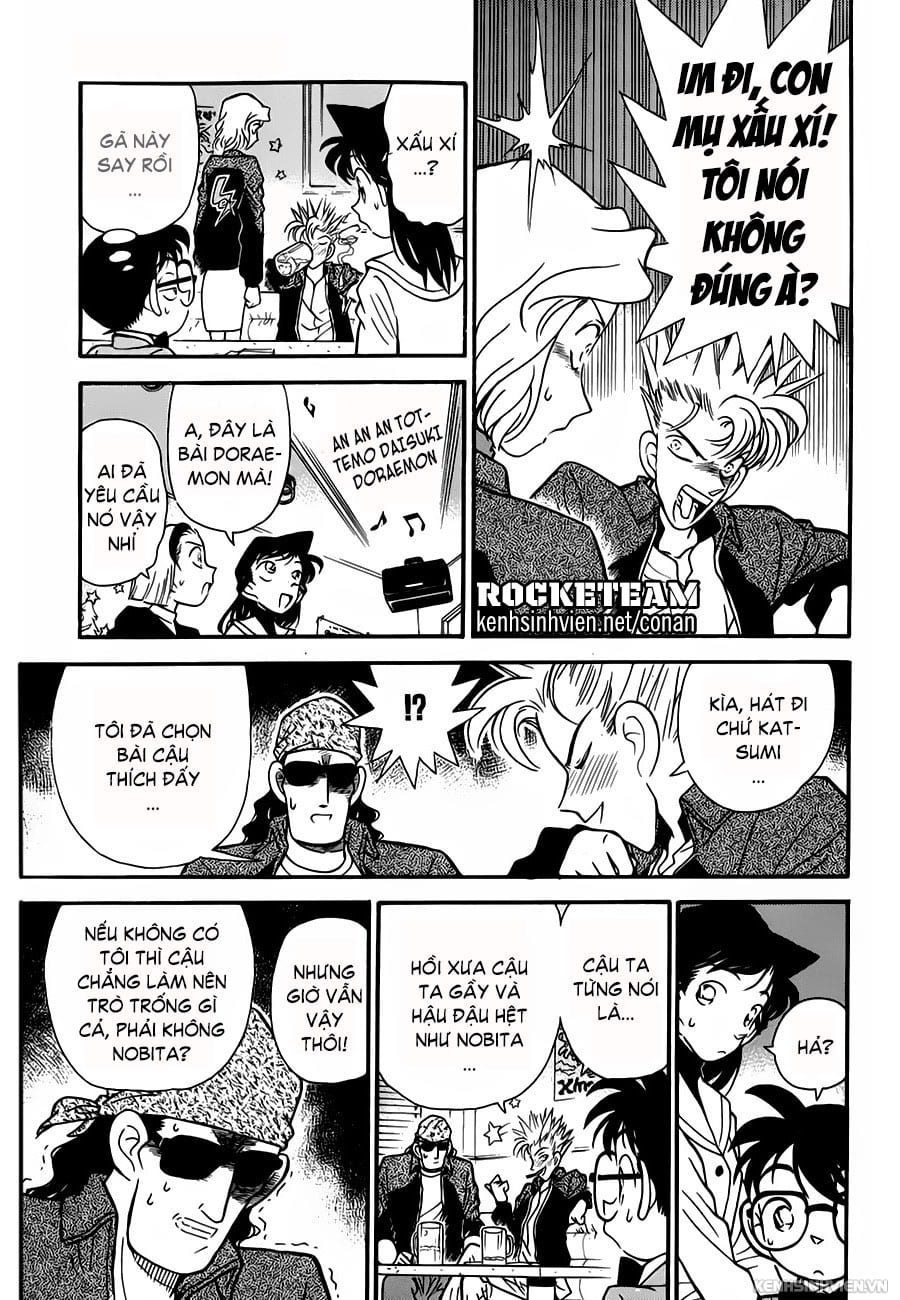 IM ĐI, CON
MỤ XẤU XÍ!
TÔI NÓI
KHÔNG
ĐÚNG À?
XẤU XÍ
...?
GÃ NÀY
SAY RỒI
...
AN AN AN TOT-
TEMO DAISUKI
DORAEMON
A, ĐÂY LÀ
BÀI DORAE-
MON MÀ!
AI ĐÃ
YÊU CẦU
NÓ VẬY
NHỈ
ROCKETEAM
kenhsinhvien.net/conan
KÌA, HÁT ĐI
CHỨ KAT-
SUMI
...
!?
TÔI ĐÃ CHỌN
BÀI CẬU
THÍCH ĐẤY
...
HẢ?
CẬU TA
TỪNG NÓI
LÀ...
HỒI XƯA CẬU
TA GẦY VÀ
HẬU ĐẬU HỆT
NHƯ NOBITA
...
NHƯNG
GIỜ VẪN
VẬY
THÔI!
NẾU KHÔNG CÓ
TÔI THÌ CẬU
CHẲNG LÀM NÊN
TRÒ TRỐNG GÌ
CẢ, PHẢI KHÔNG
NOBITA?
KENHSINHVIEN.VN